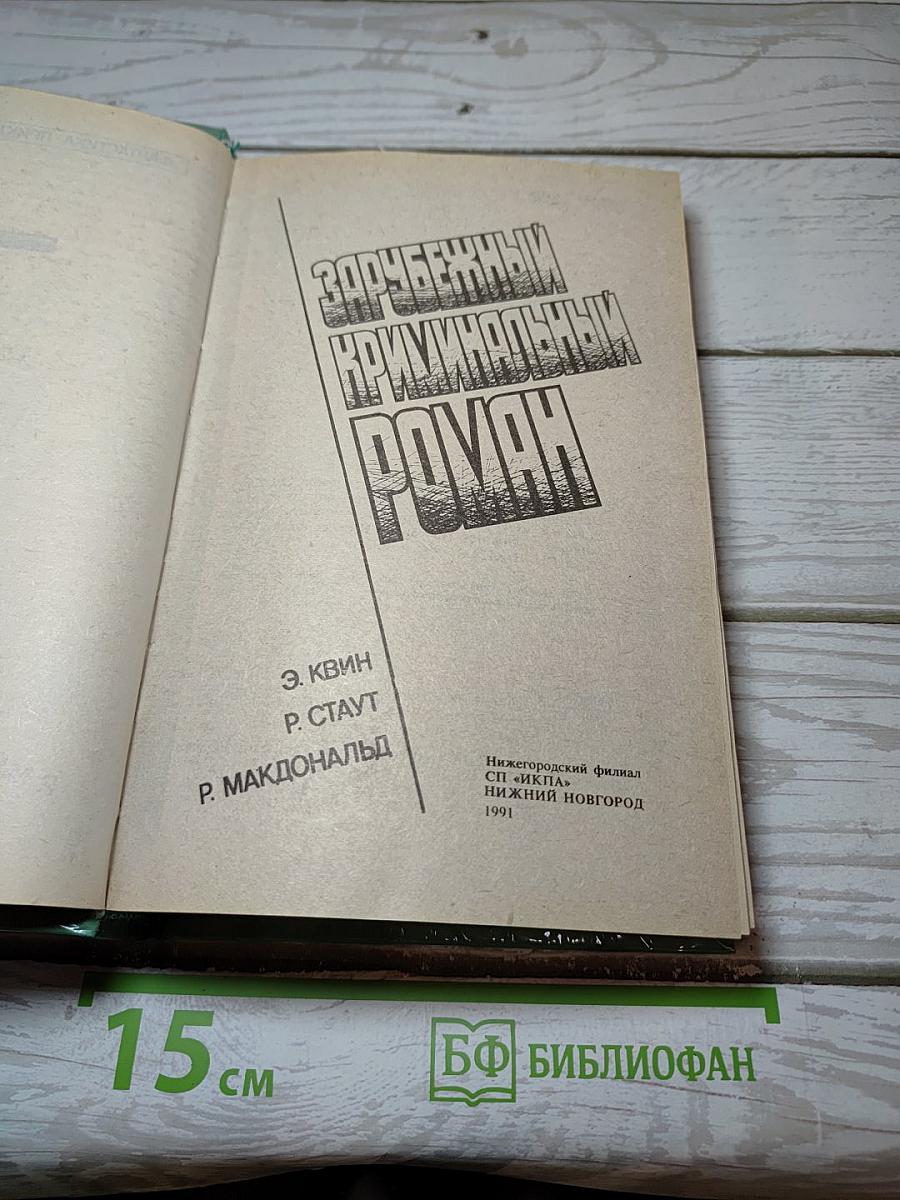 ЗАРУБЕЖНЫЙ
КРИМИНАЛЬНЫЙ
РОМАН
Э. КВИН
Р. СТАУТ
Р. МАКДОНАЛЬД
Нижегородский филиал
СП «ИКПА»
НИЖНИЙ НОВГОРОД
1991
15 см
БФ БИБЛИОФАН